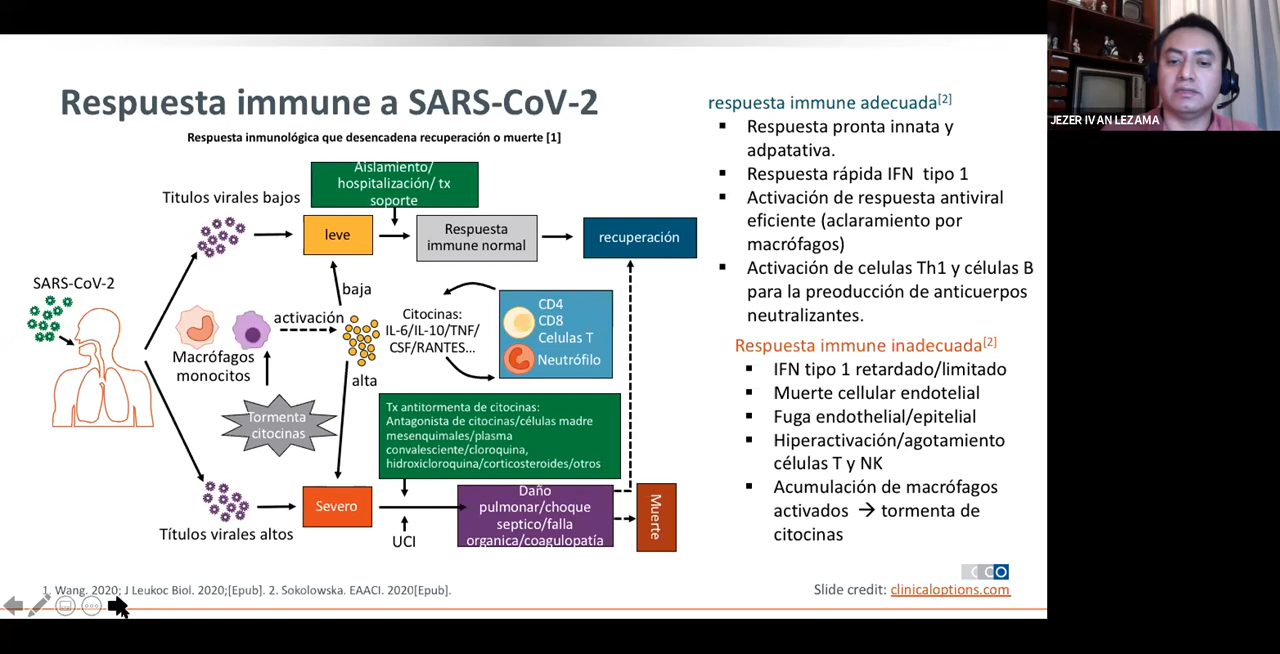 Respuesta immune a SARS-CoV-2
Respuesta inmunológica que desencadena recuperación o muerte [1]
Aislamiento/
hospitalización/ tx
soporte
Titulos virales bajos
leve
Respuesta
immune normal
recuperación
SARS-CoV-2
baja
activación
Citocinas:
IL-6/IL-10/TNF/
CSF/RANTES...
CD4
CD8
Celulas T
Neutrófilo
Macrófagos
monocitos
alta
Tormenta
citocinas
Tx antitormenta de citocinas:
Antagonista de citocinas/células madre
mesenquimales/plasma
convalesciente/cloroquina,
hidroxicloroquina/corticosteroides/otros
Severo
Daño
pulmonar/choque
septico/falla
organica/coagulopatía
Muerte
UCI
Títulos virales altos
respuesta immune adecuada[2]
▪ Respuesta pronta innata y
adpatativa.
▪ Respuesta rápida IFN tipo 1
▪ Activación de respuesta antiviral
eficiente (aclaramiento por
macrófagos)
▪ Activación de celulas Th1 y células B
para la preoducción de anticuerpos
neutralizantes.
Respuesta immune inadecuada[2]
▪ IFN tipo 1 retardado/limitado
▪ Muerte cellular endotelial
▪ Fuga endothelial/epitelial
▪ Hiperactivación/agotamiento
células T y NK
▪ Acumulación de macrófagos
activados → tormenta de
citocinas
CCO
1. Wang. 2020; J Leukoc Biol. 2020;[Epub]. 2. Sokolowska. EAACI. 2020[Epub].
Slide credit: clinicaloptions.com
JEZER IVAN LEZAMA